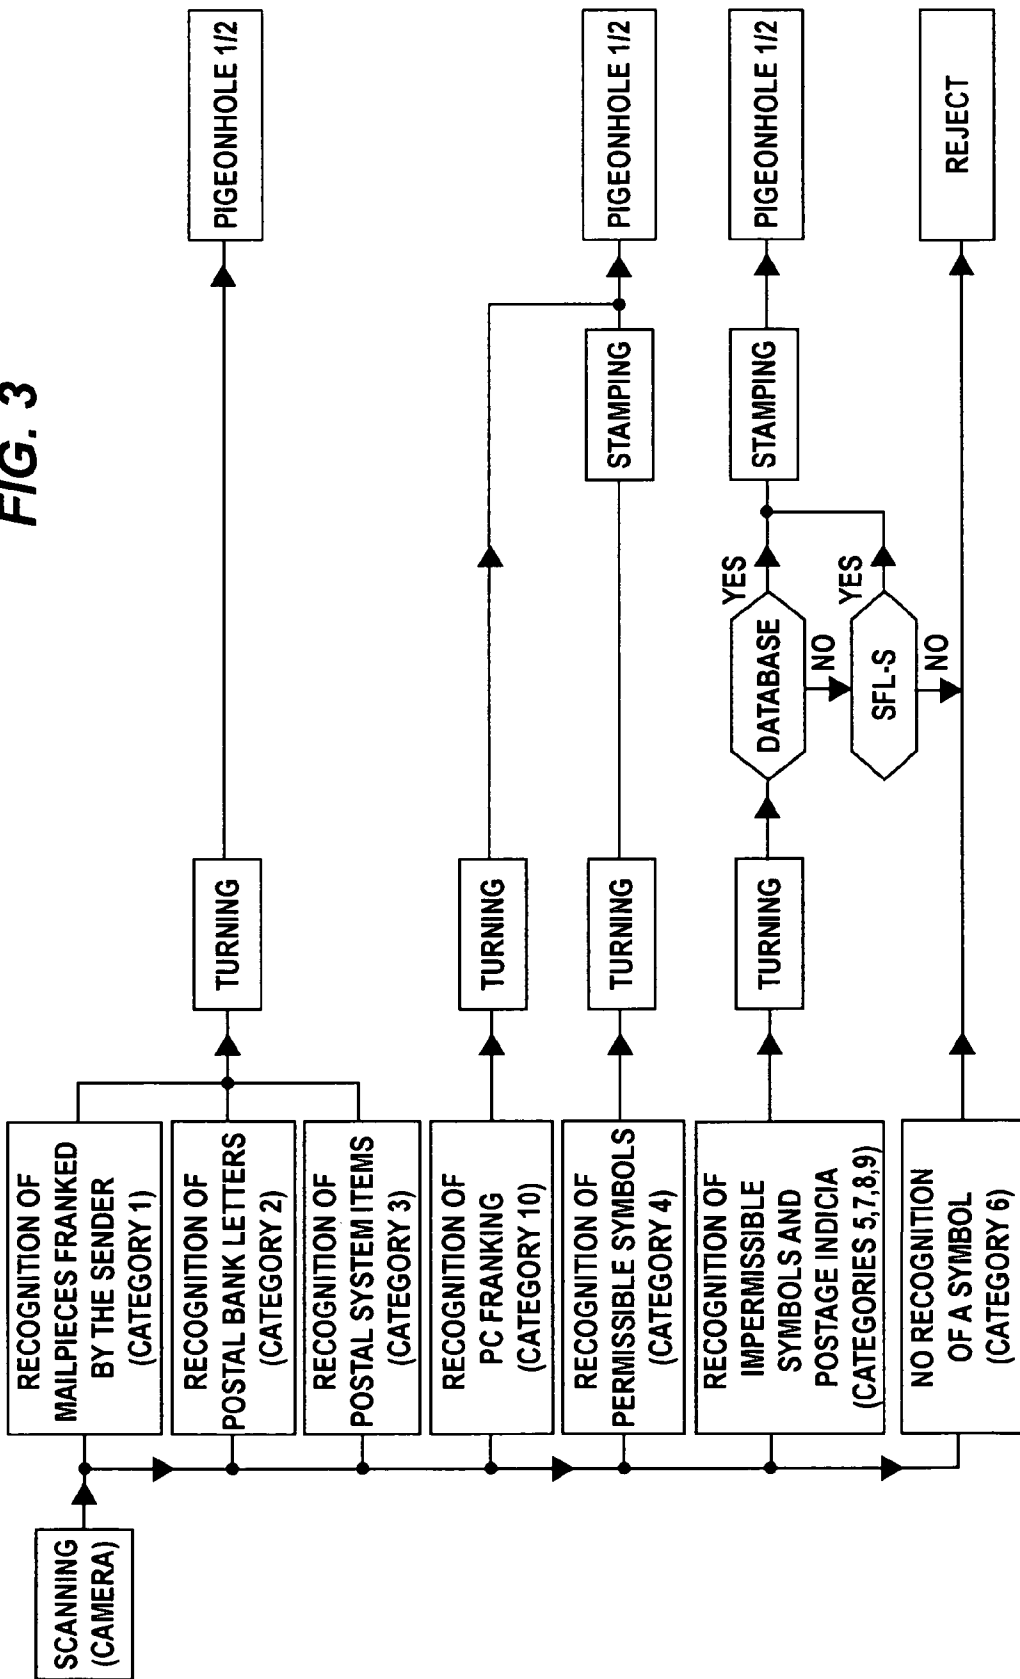 FIG. 3
SCANNING
(CAMERA)
RECOGNITION OF
MAILPIECES FRANKED
BY THE SENDER
(CATEGORY 1)
RECOGNITION OF
POSTAL BANK LETTERS
(CATEGORY 2)
RECOGNITION OF
POSTAL SYSTEM ITEMS
(CATEGORY 3)
TURNING
PIGEONHOLE 1/2
RECOGNITION OF
PC FRANKING
(CATEGORY 10)
TURNING
RECOGNITION OF
PERMISSIBLE SYMBOLS
(CATEGORY 4)
TURNING
STAMPING
PIGEONHOLE 1/2
RECOGNITION OF
IMPERMISSIBLE
SYMBOLS AND
POSTAGE INDICIA
(CATEGORIES 5,7,8,9)
TURNING
DATABASE
YES
NO
STAMPING
PIGEONHOLE 1/2
SFL-S
YES
NO
NO RECOGNITION
OF A SYMBOL
(CATEGORY 6)
REJECT